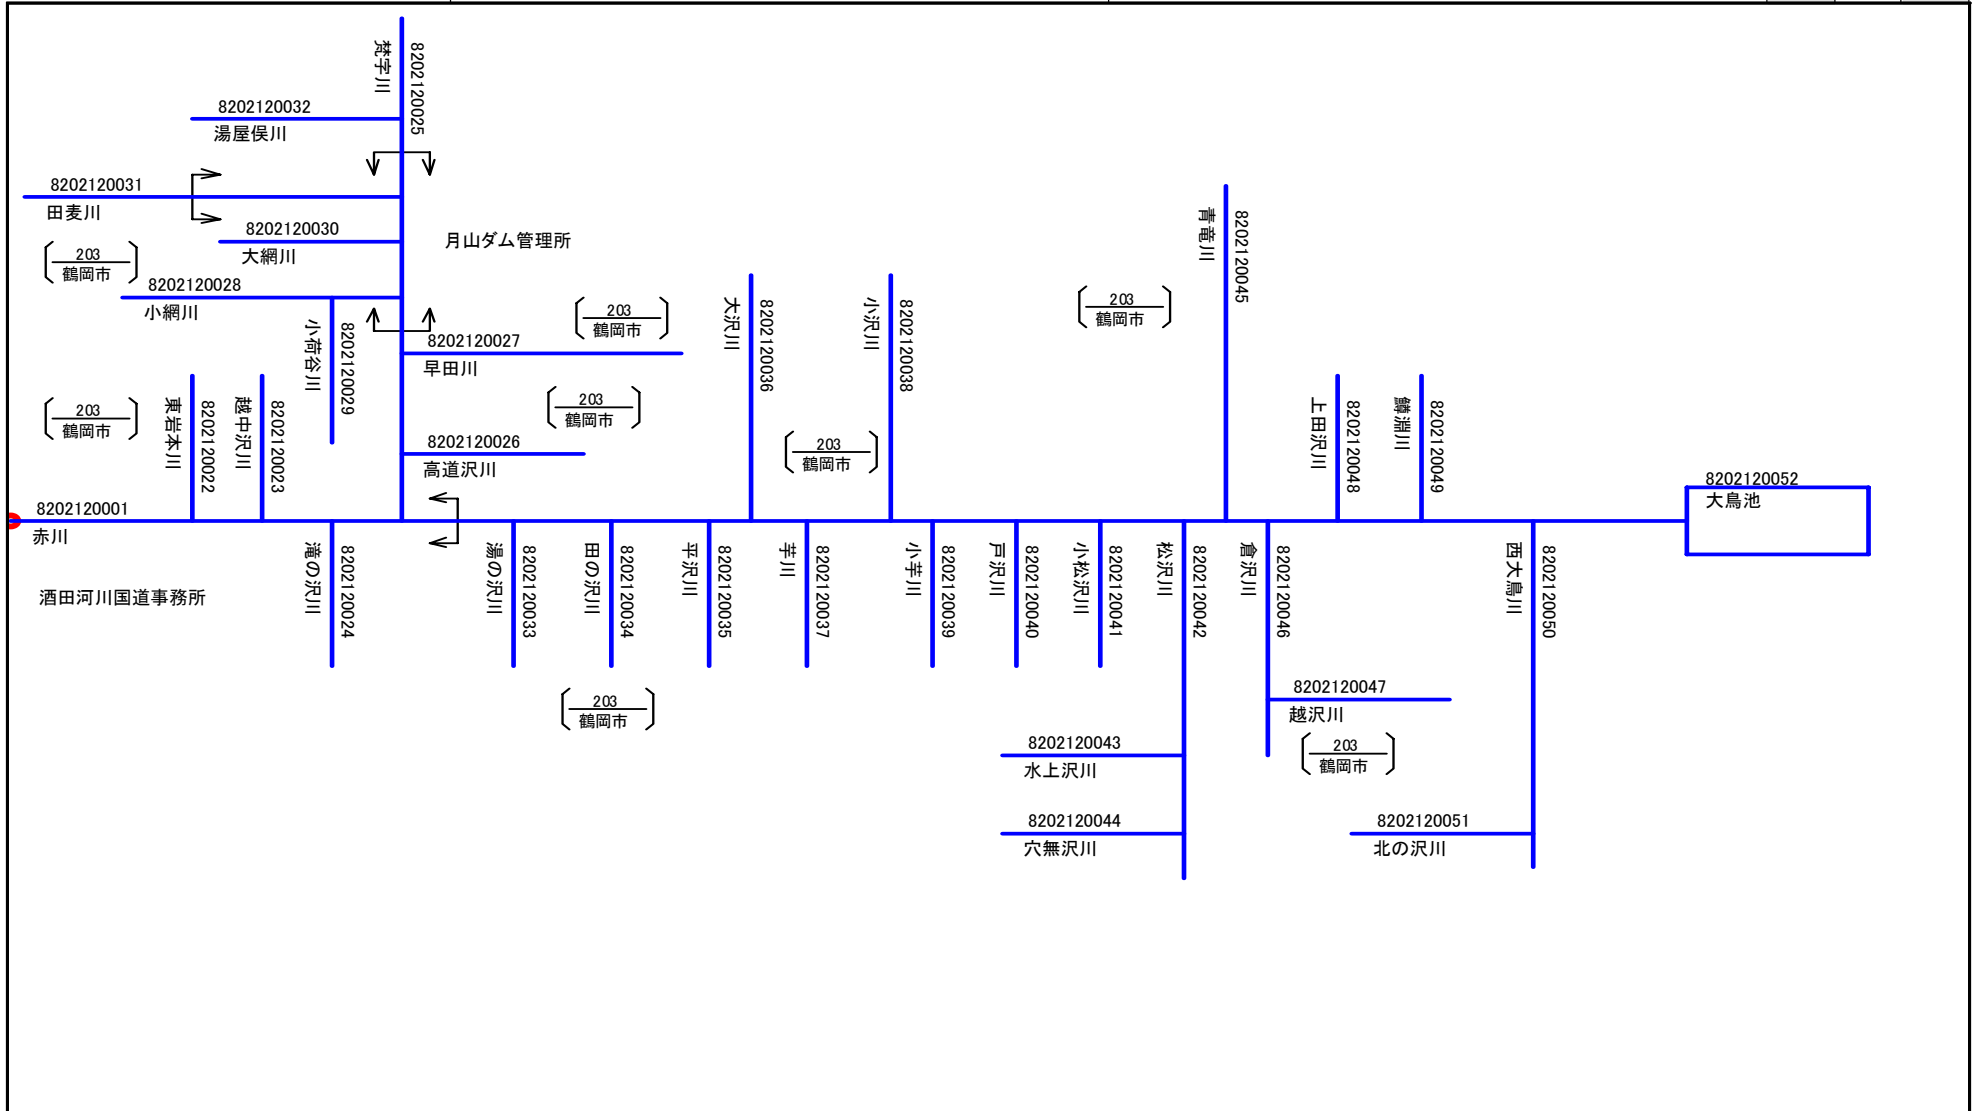 梵字川
8202120025
8202120032
湯屋俣川
8202120031
田麦川
8202120030
大網川
月山ダム管理所
203
鶴岡市
8202120028
小網川
小荷谷川
8202120029
203
鶴岡市
8202120027
早田川
203
鶴岡市
8202120026
高道沢川
203
鶴岡市
東岩本川
8202120022
越中沢川
8202120023
大沢川
8202120036
203
鶴岡市
小沢川
8202120038
203
鶴岡市
青竜川
8202120045
上田沢川
8202120048
鱒淵川
8202120049
8202120052
大鳥池
8202120001
赤川
酒田河川国道事務所
滝の沢川
8202120024
湯の沢川
8202120033
田の沢川
8202120034
平沢川
8202120035
芋川
8202120037
小芋川
8202120039
戸沢川
8202120040
小松沢川
8202120041
松沢川
8202120042
倉沢川
8202120046
西大鳥川
8202120050
203
鶴岡市
8202120047
越沢川
203
鶴岡市
8202120043
水上沢川
8202120044
穴無沢川
8202120051
北の沢川